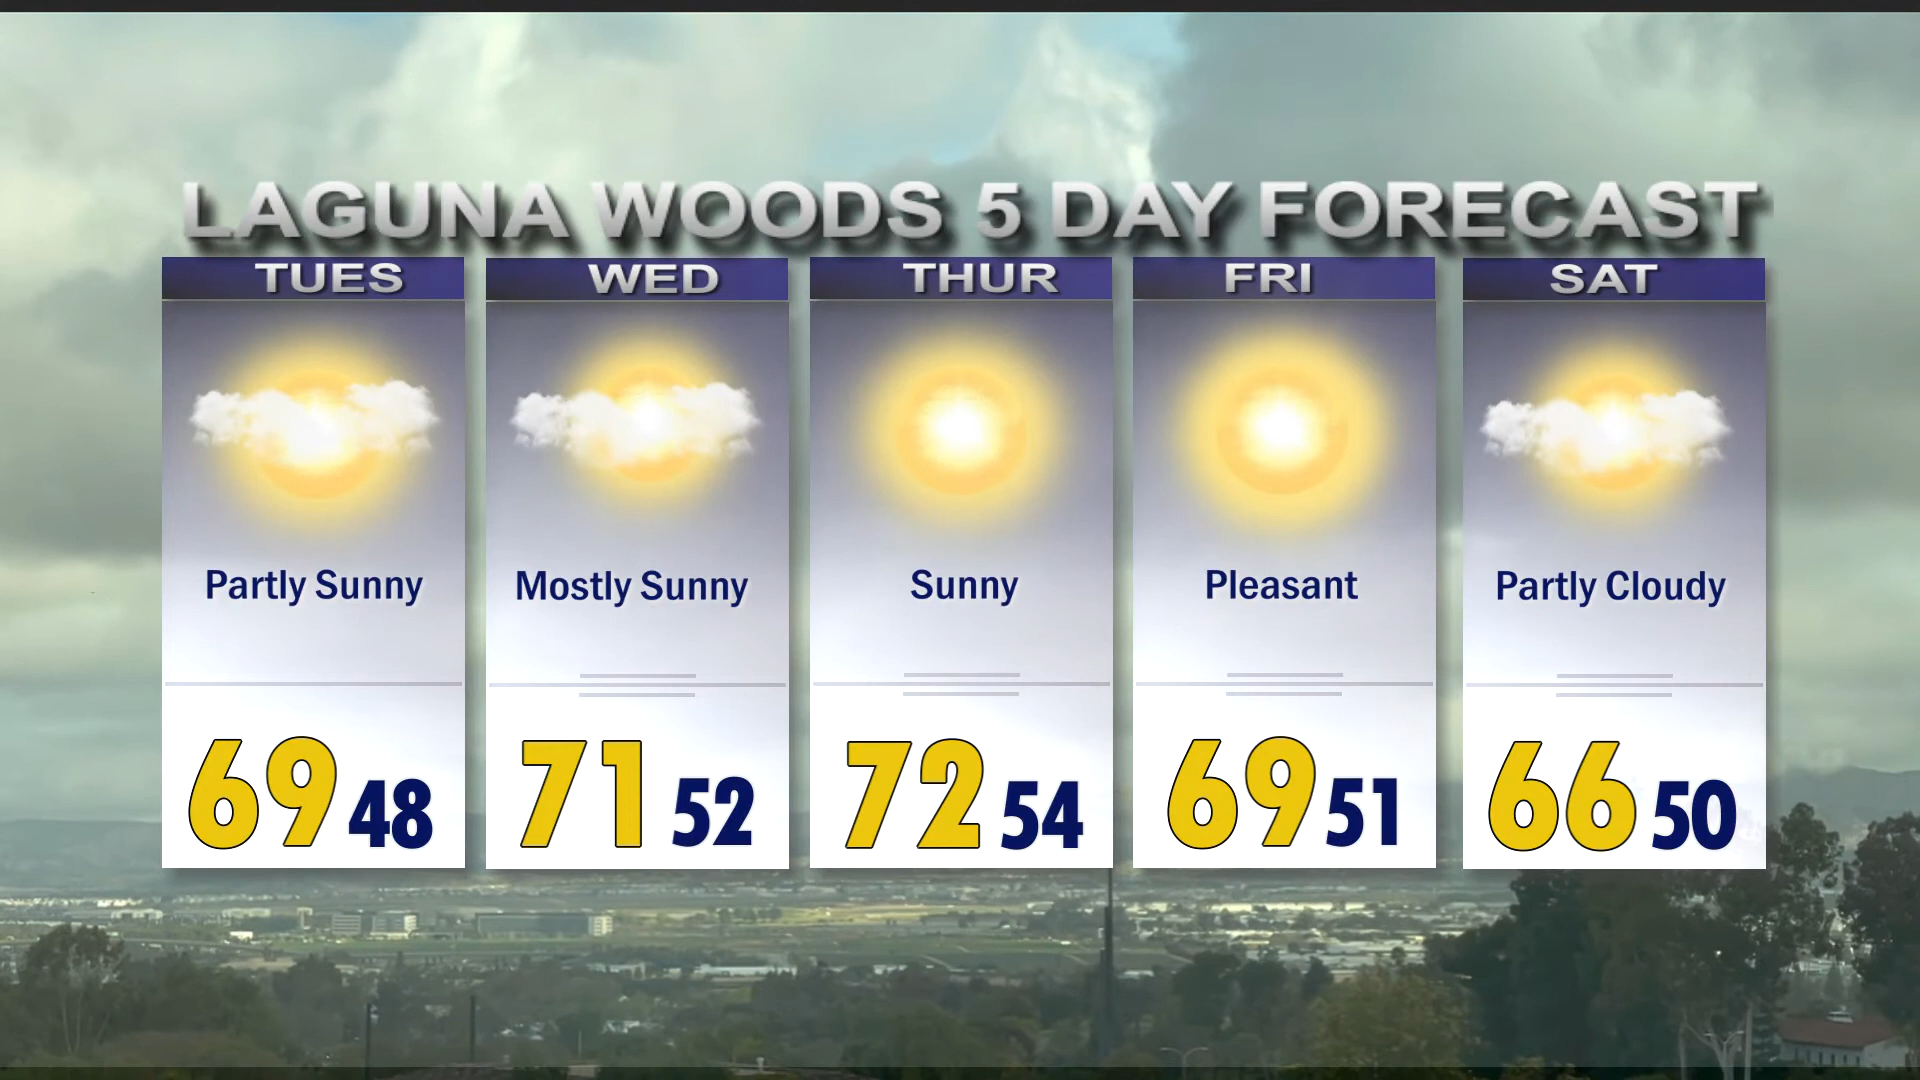 LAGUNA WOODS 5 DAY FORECAST
TUES
WED
THUR
FRI
SAT
Partly Sunny
Mostly Sunny
Sunny
Pleasant
Partly Cloudy
69 48
71 52
72 54
69 51
66 50